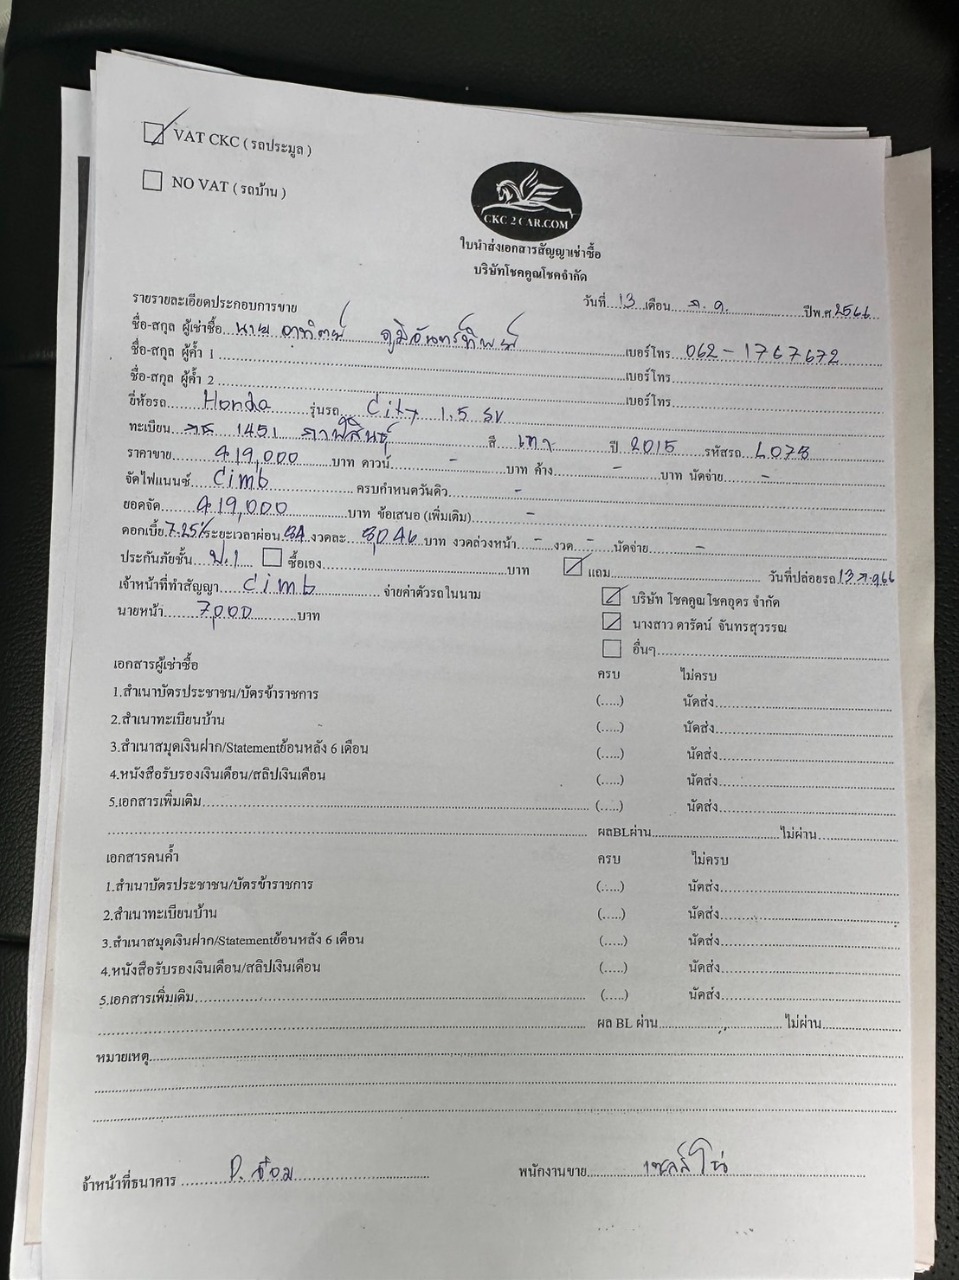 VAT CKC ( รถประมูล )
NO VAT ( รถบ้าน )
CKC 2 CAR.COM
ใบนำส่งเอกสารสัญญาเช่าซื้อ
บริษัทโชคคูณโชคจำกัด
รายรายละเอียดประกอบการขาย วันที่ 13 เดือน ปีพ.ศ 2566
ชื่อ-สกุล ผู้เช่าซื้อ นาย อาทิตย์ ภูมิจันทร์ทิพย์ เบอร์โทร 062-1767672
ชื่อ-สกุล ผู้ค้ำ 1 เบอร์โทร
ชื่อ-สกุล ผู้ค้ำ 2 เบอร์โทร
ยี่ห้อรถ Honda รุ่นรถ City 1.5 SV
ทะเบียน 1451 กาฬสินธุ์ สี เทา ปี 2015 รหัสรถ L073
ราคาขาย 419,000 บาท ดาวน์ - บาท ค้าง - บาท นัดจ่าย -
จัดไฟแนนซ์ Cimb ครบกำหนดวันดิว -
ยอดจัด 419,000 บาท ข้อเสนอ (เพิ่มเติม) -
ดอกเบี้ย 7.25% ระยะเวลาผ่อน 84 งวดละ 8,046 บาท งวดล่วงหน้า - งวด - นัดจ่าย -
ประกันภัยชั้น ป.1 ซื้อเอง บาท แถม วันที่ปล่อยรถ 13
เจ้าหน้าที่ทำสัญญา cimb จ่ายค่าตัวรถในนาม บริษัท โชคคูณโชคอุดร จำกัด
นายหน้า 7,000 บาท นางสาว ดารัตน์ จันทรสุวรรณ
อื่นๆ
เอกสารผู้เช่าซื้อ ครบ ไม่ครบ
1.สำเนาบัตรประชาชน/บัตรข้าราชการ (.....) นัดส่ง
2.สำเนาทะเบียนบ้าน (.....) นัดส่ง
3.สำเนาสมุดเงินฝาก/Statementย้อนหลัง 6 เดือน (.....) นัดส่ง
4.หนังสือรับรองเงินเดือน/สลิปเงินเดือน (.....) นัดส่ง
5.เอกสารเพิ่มเติม (.....) นัดส่ง
ผลBLผ่าน ไม่ผ่าน
เอกสารคนค้ำ ครบ ไม่ครบ
1.สำเนาบัตรประชาชน/บัตรข้าราชการ (.....) นัดส่ง
2.สำเนาทะเบียนบ้าน (.....) นัดส่ง
3.สำเนาสมุดเงินฝาก/Statementย้อนหลัง 6 เดือน (.....) นัดส่ง
4.หนังสือรับรองเงินเดือน/สลิปเงินเดือน (.....) นัดส่ง
5.เอกสารเพิ่มเติม (.....) นัดส่ง
ผล BL ผ่าน ไม่ผ่าน
หมายเหตุ
จ้าหน้าที่ธนาคาร พนักงานขาย